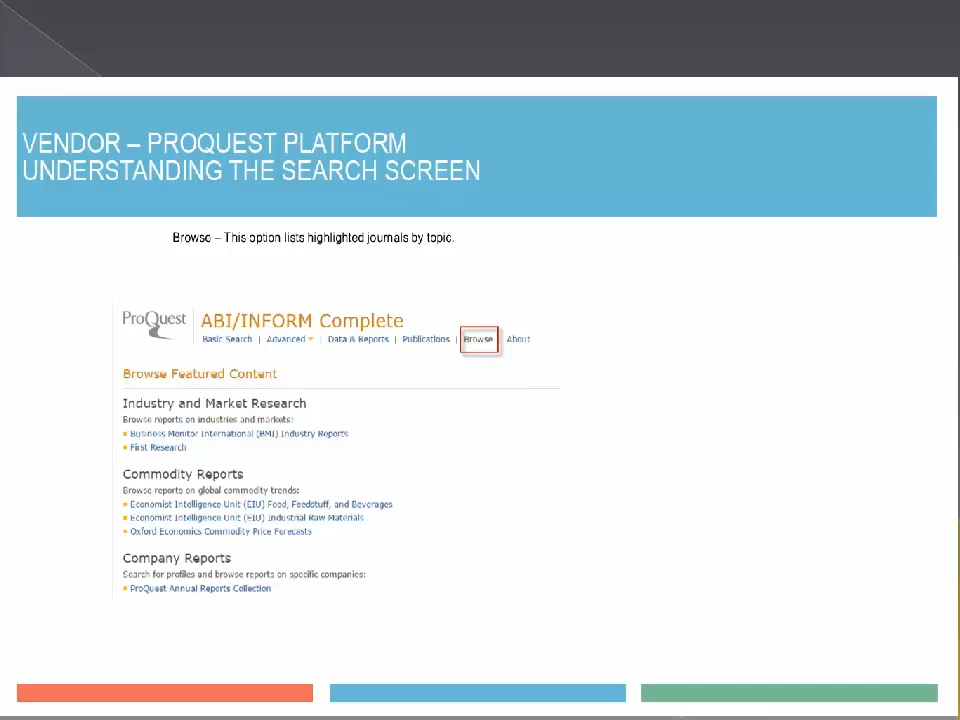 VENDOR – PROQUEST PLATFORM
UNDERSTANDING THE SEARCH SCREEN
Browse – This option lists highlighted journals by topic.
ProQuest
ABI/INFORM Complete
Basic Search | Advanced | Data & Reports | Publications | Browse About
Browse Featured Content
Industry and Market Research
Browse reports on industries and markets:
Business Monitor International (BMI) Industry Reports
First Research
Commodity Reports
Browse reports on global commodity trends:
Economist Intelligence Unit (EIU) Food, Feedstuff, and Beverages
Economist Intelligence Unit (EIU) Industrial Raw Materials
Oxford Economics Commodity Price Forecasts
Company Reports
Search for profiles and browse reports on specific companies:
ProQuest Annual Reports Collection